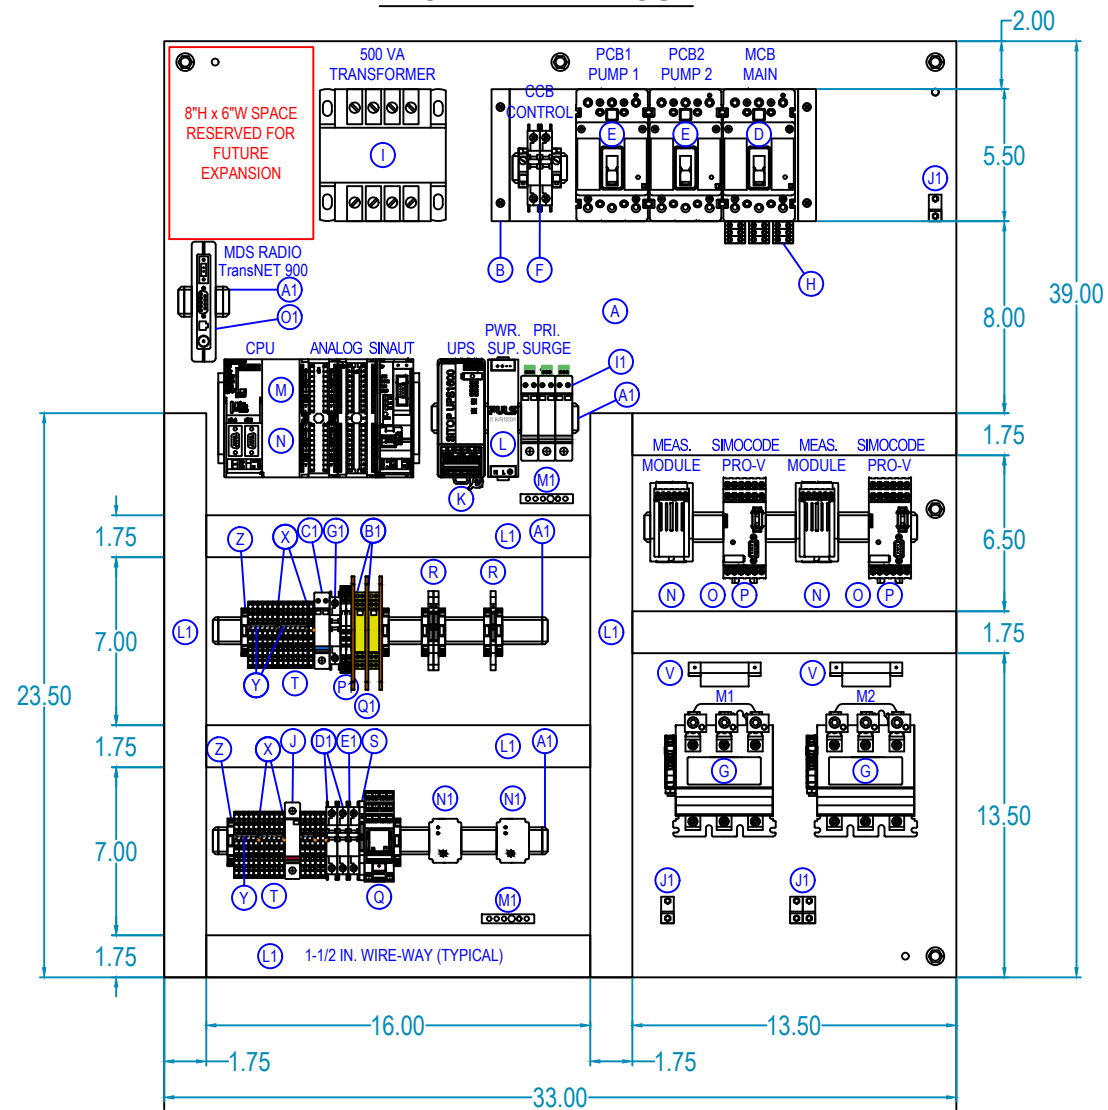 2.00
500 VA
TRANSFORMER
PCB1
PUMP 1
PCB2
PUMP 2
MCB
MAIN
CCB
CONTROL
8"H x 6"W SPACE
RESERVED FOR
FUTURE
EXPANSION
I
E
E
D
J1
5.50
B
F
H
MDS RADIO
TransNET 900
A1
O1
A
39.00
8.00
CPU
ANALOG
SINAUT
UPS
PWR.
SUP.
PRI.
SURGE
I1
A1
M
N
SITOP UPS1600
PULS
L
K
M1
1.75
MEAS.
MODULE
SIMOCODE
PRO-V
MEAS.
MODULE
SIMOCODE
PRO-V
6.50
N
O
P
N
O
P
1.75
1.75
Z
X
C1
G1
B1
L1
A1
R
R
7.00
L1
L1
Y
T
P1
Q1
23.50
V
V
M1
M2
G
G
13.50
1.75
Z
X
J
D1
E1
S
L1
A1
N1
N1
7.00
Y
T
Q
M1
J1
J1
1.75
L1
1-1/2 IN. WIRE-WAY (TYPICAL)
16.00
13.50
1.75
1.75
33.00